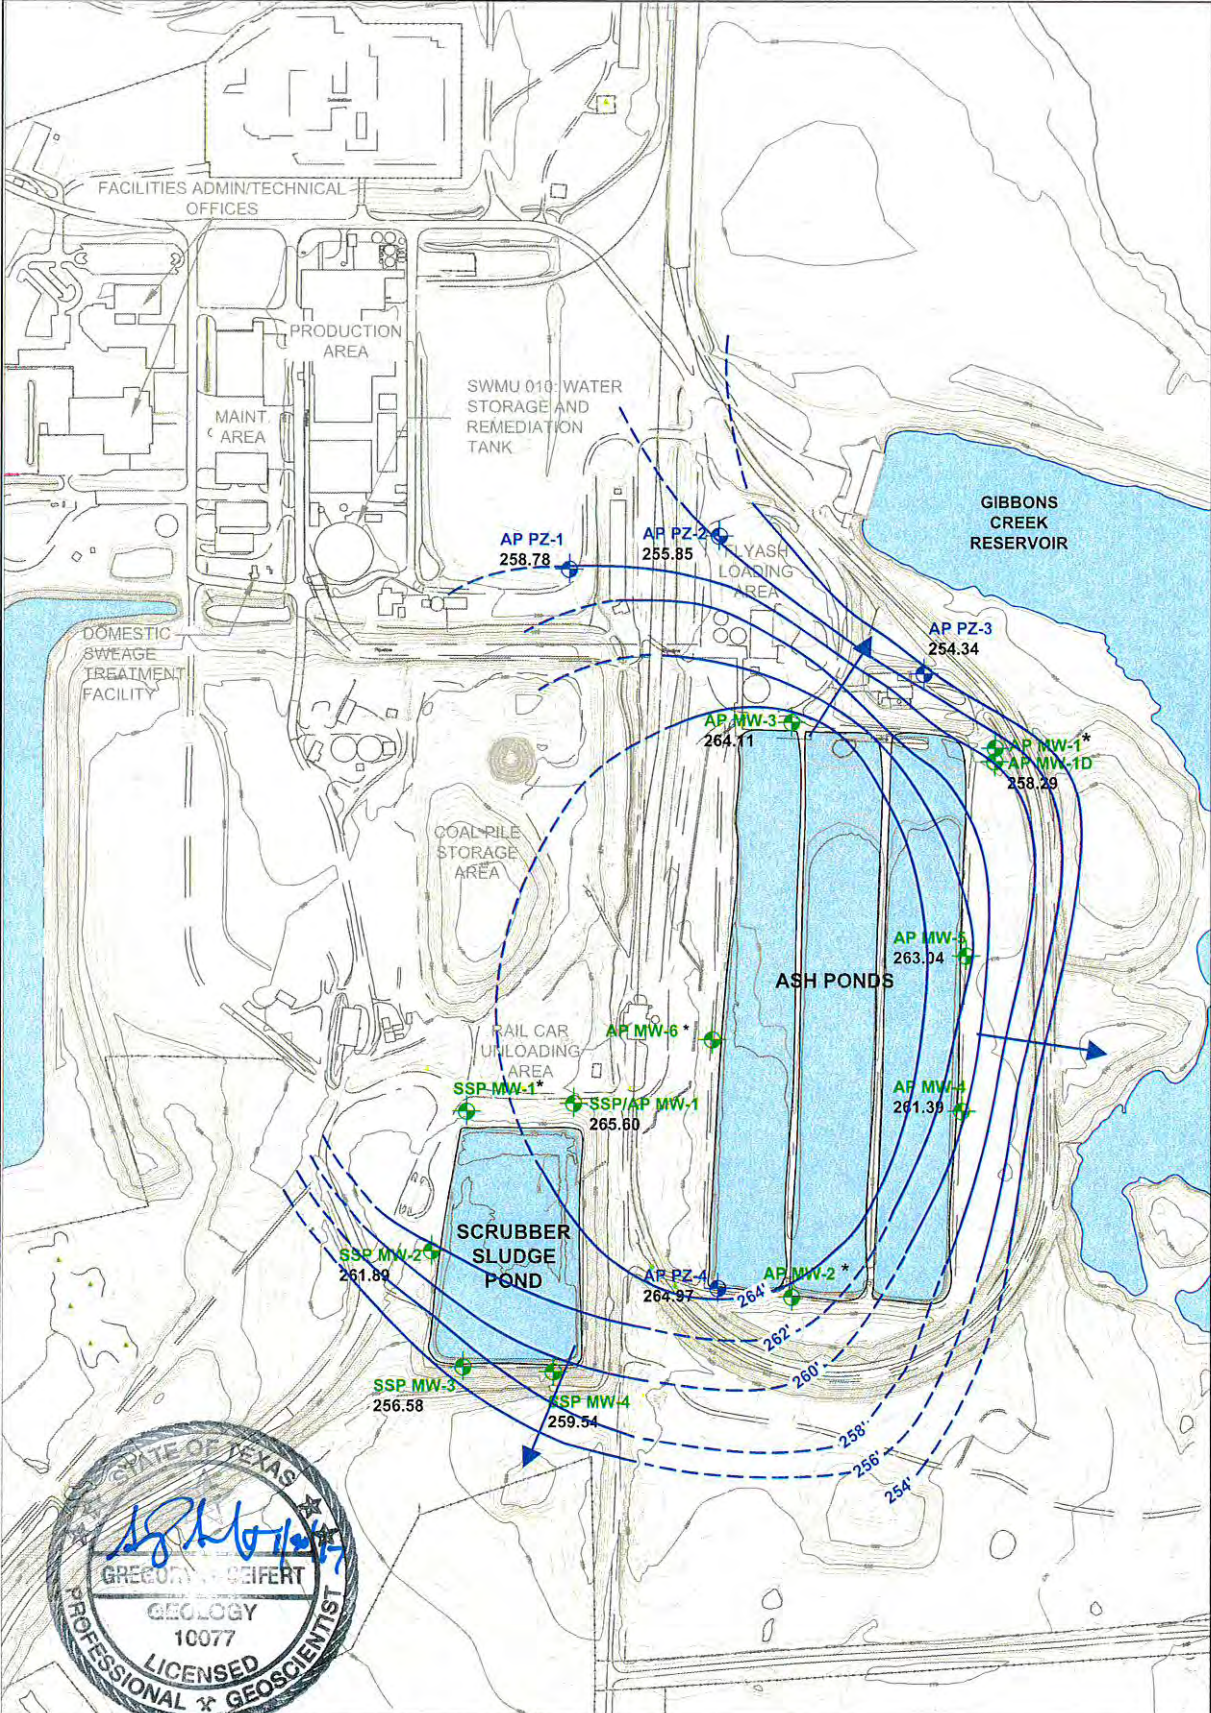 FACILITIES ADMIN/TECHNICAL
OFFICES
PRODUCTION
AREA
MAINT.
AREA
SWMU 010: WATER
STORAGE AND
REMEDIATION
TANK
GIBBONS
CREEK
RESERVOIR
AP PZ-1
258.78
AP PZ-2
255.85
FLYASH
LOADING
AREA
AP PZ-3
254.34
DOMESTIC
SWEAGE
TREATMENT
FACILITY
AP MW-3
264.11
AP MW-1*
AP MW-1D
258.29
COAL PILE
STORAGE
AREA
AP MW-5
263.04
ASH PONDS
RAIL CAR
UNLOADING
AREA
AP MW-6 *
SSP MW-1*
SSP/AP MW-1
265.60
AP MW-4
261.39
SCRUBBER
SLUDGE
POND
SSP MW-2
261.89
AP PZ-4
264.97
AP MW-2 *
264'
262'
260'
258'
256'
254'
SSP MW-3
256.58
SSP MW-4
259.54
STATE OF TEXAS
GEOLOGY
10077
LICENSED
PROFESSIONAL GEOSCIENTIST